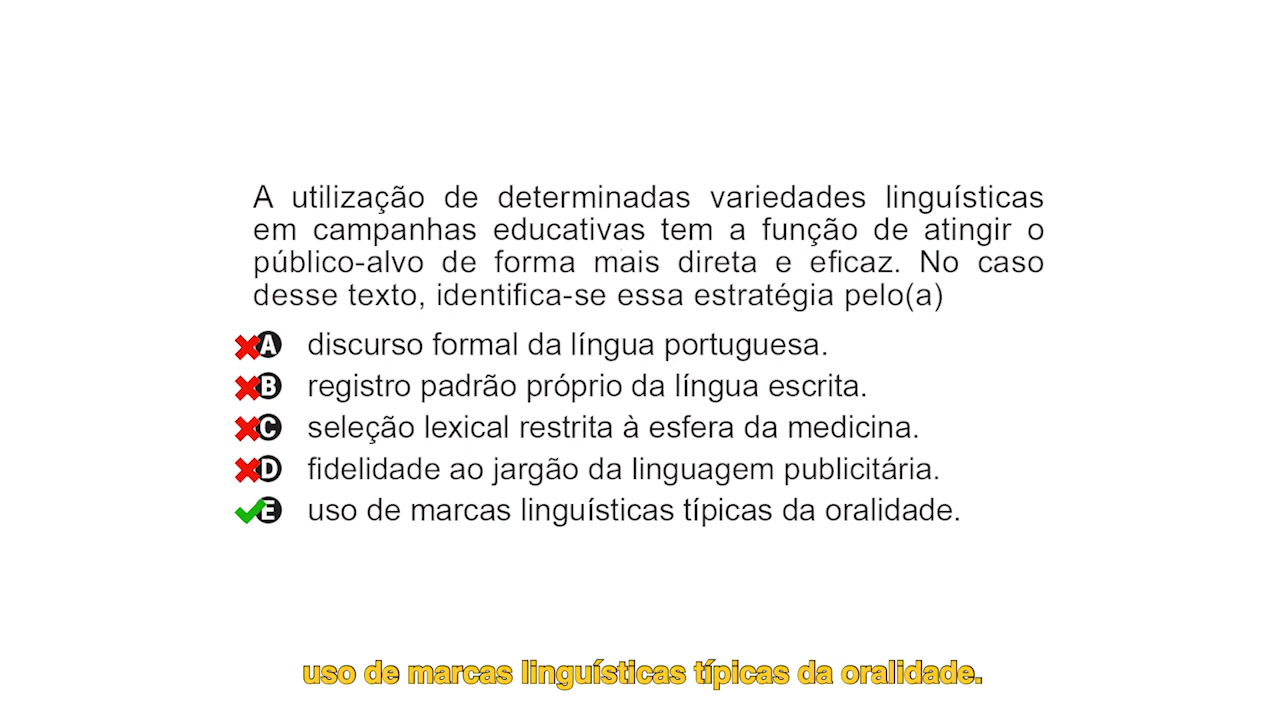 A utilização de determinadas variedades linguísticas
em campanhas educativas tem a função de atingir o
público-alvo de forma mais direta e eficaz. No caso
desse texto, identifica-se essa estratégia pelo(a)
A discurso formal da língua portuguesa.
B registro padrão próprio da língua escrita.
C seleção lexical restrita à esfera da medicina.
D fidelidade ao jargão da linguagem publicitária.
E uso de marcas linguísticas típicas da oralidade.
uso de marcas linguísticas típicas da oralidade.